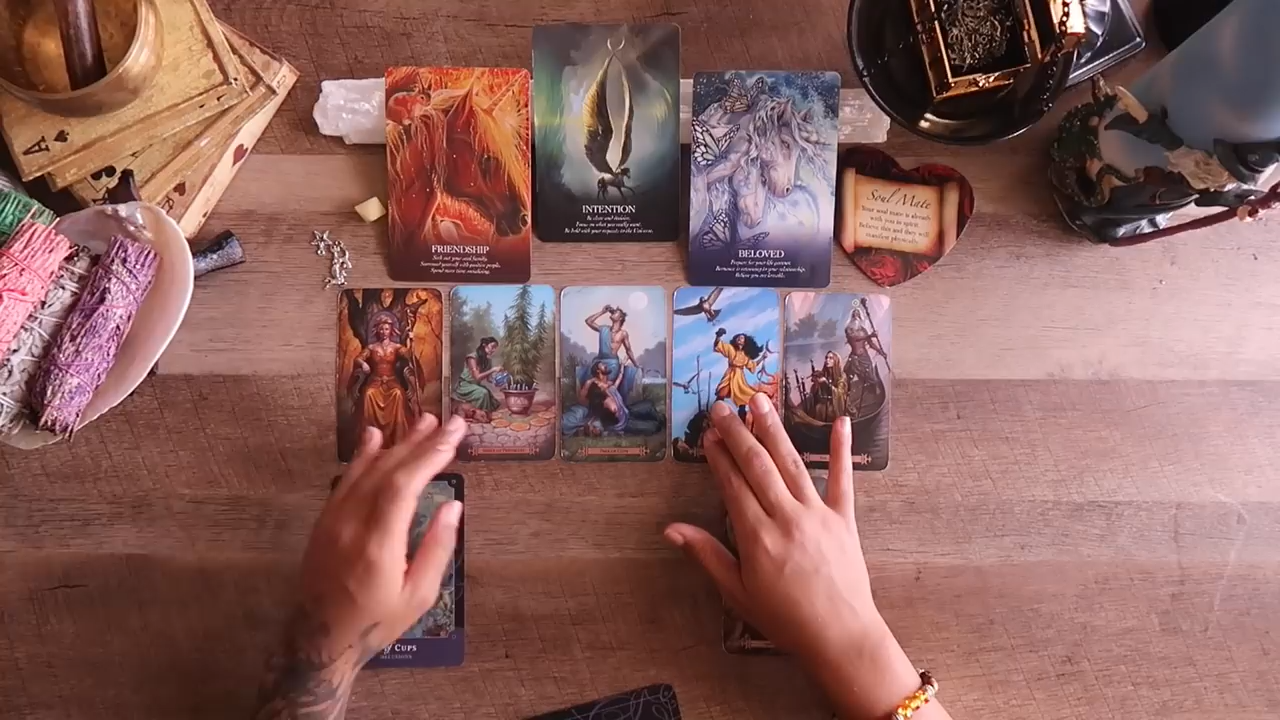 INTENTION
Be clear and decisive.
Focus on what you really want.
Be bold with your requests to the Universe.
FRIENDSHIP
Seek out your soul family.
Surround yourself with positive people.
Spend more time socializing.
BELOVED
Prepare for your life partner.
Romance is returning to your relationship.
Believe you are lovable.
Soul Mate
Your soul mate is already
with you in spirit.
Believe this and they will
manifest physically.
A
A
of Cups